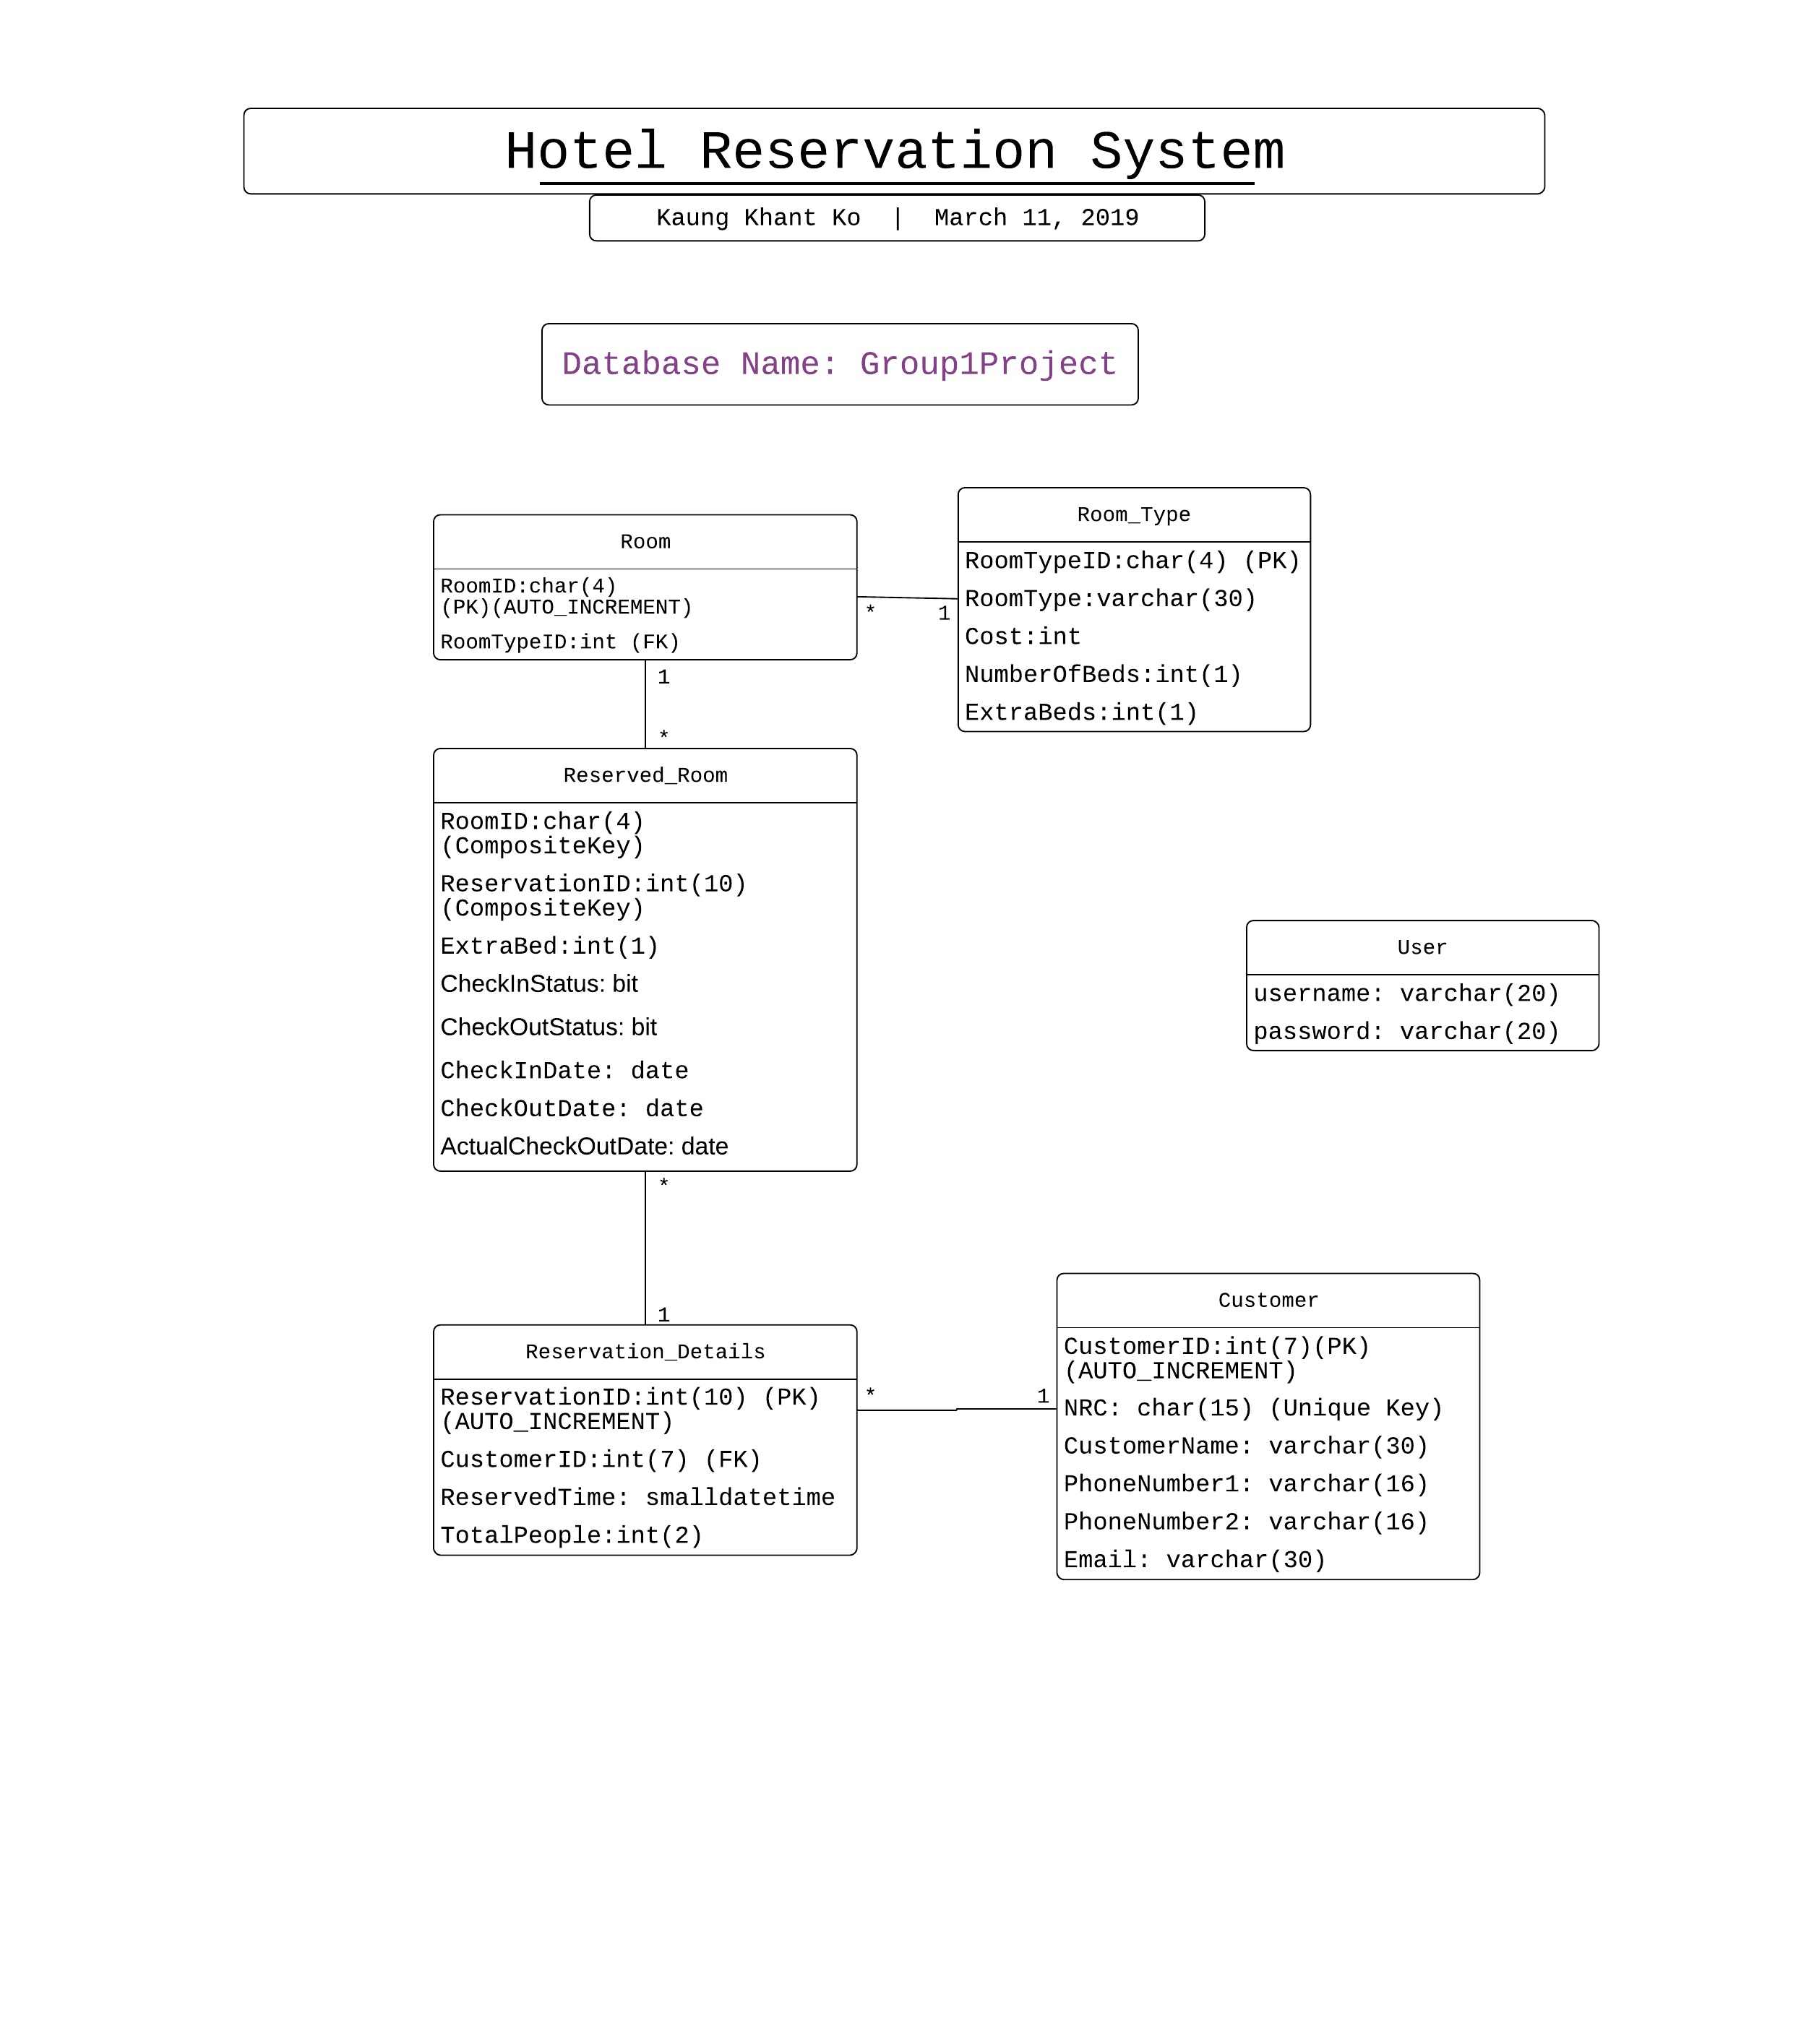 Hotel Reservation System
Kaung Khant Ko | March 11, 2019
Database Name: Group1Project
Room
RoomID:char(4)
(PK)(AUTO_INCREMENT)
RoomTypeID:int (FK)
*
1
Room_Type
RoomTypeID:char(4) (PK)
RoomType:varchar(30)
Cost:int
NumberOfBeds:int(1)
ExtraBeds:int(1)
1
*
Reserved_Room
RoomID:char(4)
(CompositeKey)
ReservationID:int(10)
(CompositeKey)
ExtraBed:int(1)
CheckInStatus: bit
CheckOutStatus: bit
CheckInDate: date
CheckOutDate: date
ActualCheckOutDate: date
User
username: varchar(20)
password: varchar(20)
*
1
Reservation_Details
ReservationID:int(10) (PK)
(AUTO_INCREMENT)
CustomerID:int(7) (FK)
ReservedTime: smalldatetime
TotalPeople:int(2)
*
1
Customer
CustomerID:int(7)(PK)
(AUTO_INCREMENT)
NRC: char(15) (Unique Key)
CustomerName: varchar(30)
PhoneNumber1: varchar(16)
PhoneNumber2: varchar(16)
Email: varchar(30)